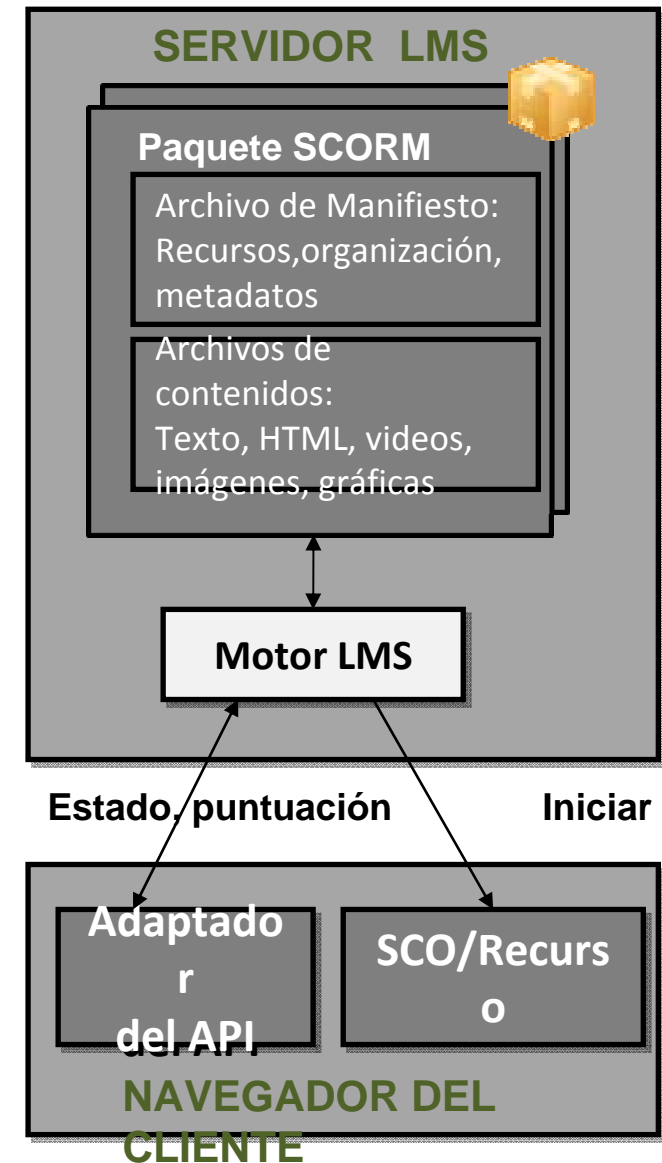 SERVIDOR LMS
Paquete SCORM
Archivo de Manifiesto:
Recursos,organización,
metadatos
Archivos de
contenidos:
Texto, HTML, videos,
imágenes, gráficas
Motor LMS
Estado, puntuación
Iniciar
Adaptado
r
del API
SCO/Recurs
o
NAVEGADOR DEL
CLIENTE